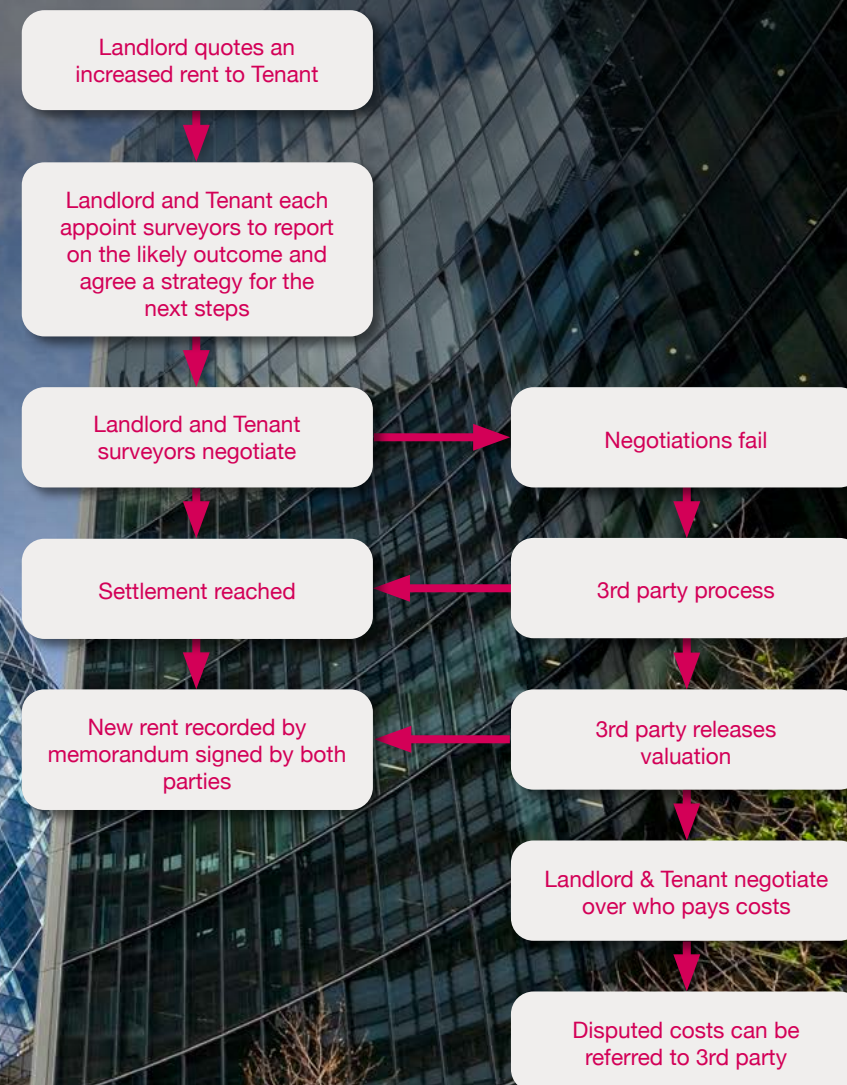 Landlord quotes an
increased rent to Tenant
Landlord and Tenant each
appoint surveyors to report
on the likely outcome and
agree a strategy for the
next steps
Landlord and Tenant
surveyors negotiate
Negotiations fail
Settlement reached
3rd party process
New rent recorded by
memorandum signed by both
parties
3rd party releases
valuation
Landlord & Tenant negotiate
over who pays costs
Disputed costs can be
referred to 3rd party